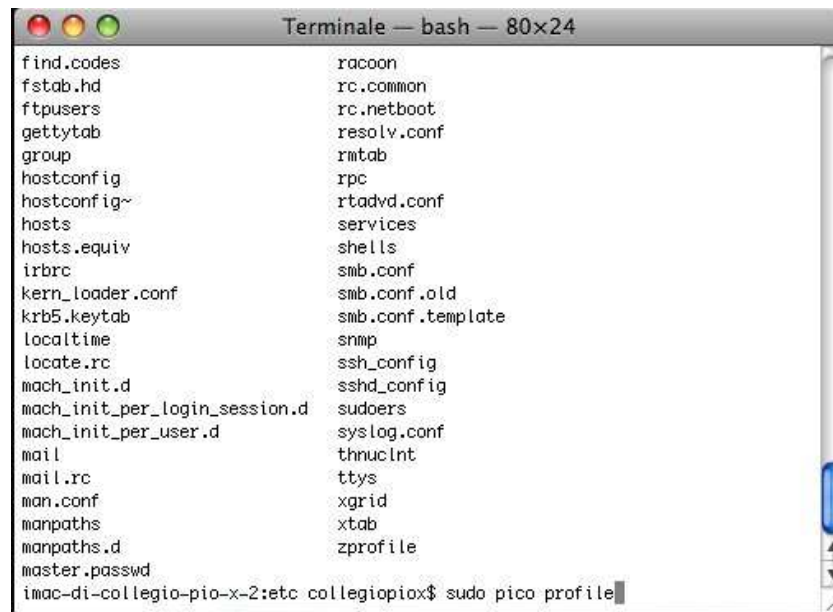 Terminale — bash — 80×24
find.codes racoon
fstab.hd rc.common
ftpusers rc.netboot
gettytab resolv.conf
group rmtab
hostconfig rpc
hostconfig~ rtadvd.conf
hosts services
hosts.equiv shells
irbrc smb.conf
kern_loader.conf smb.conf.old
krb5.keytab smb.conf.template
localtime snmp
locate.rc ssh_config
mach_init.d sshd_config
mach_init_per_login_session.d sudoers
mach_init_per_user.d syslog.conf
mail thnuclnt
mail.rc ttys
man.conf xgrid
manpaths xtab
manpaths.d zprofile
master.passwd
imac-di-collegio-pio-x-2:etc collegiopiox$ sudo pico profile